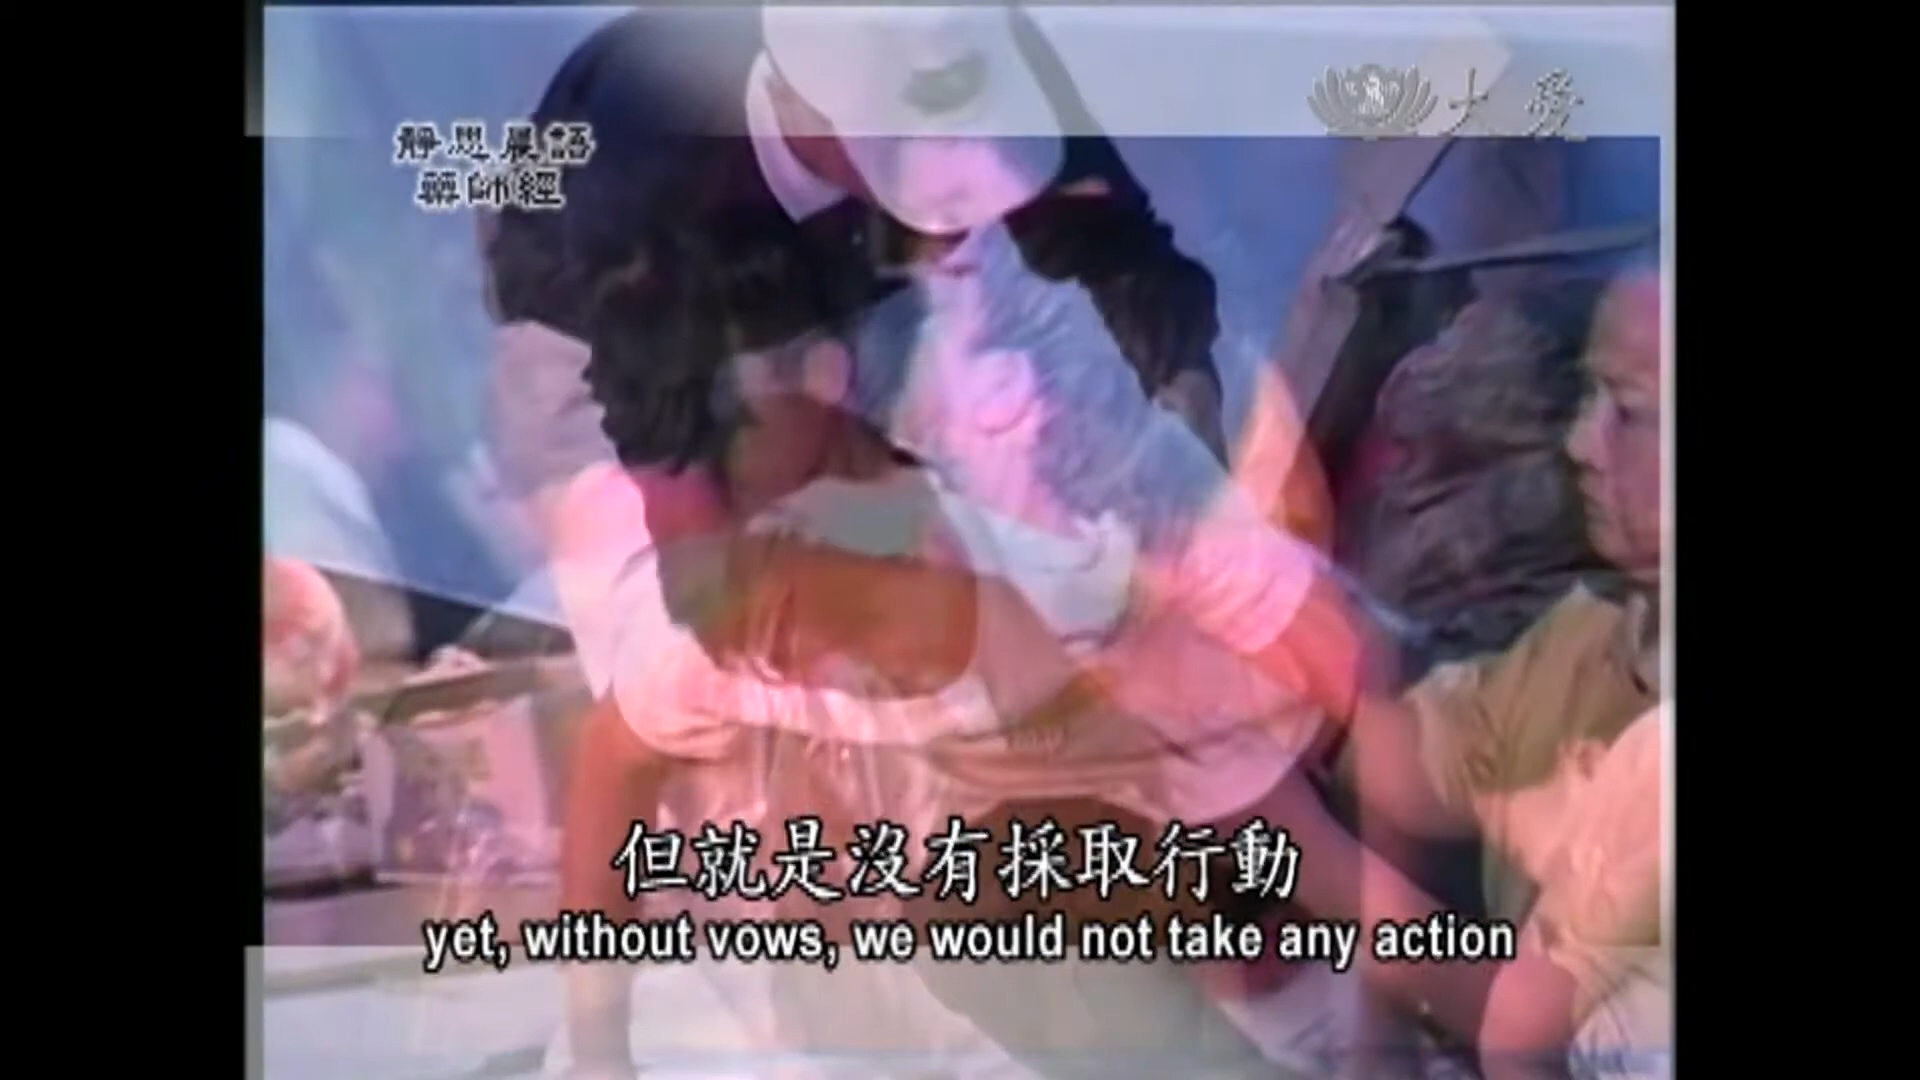 靜思晨語
藥師經
大愛
但就是沒有採取行動
yet, without vows, we would not take any action